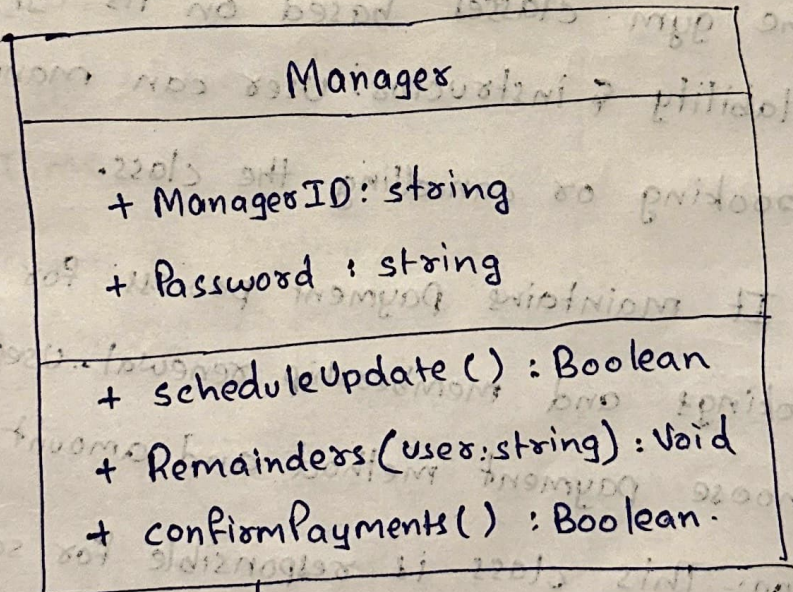 Manager
+ ManagerID: string
+ Password : string
+ scheduleUpdate () : Boolean
+ Remainders (user: string) : Void
+ confirmPayments () : Boolean.